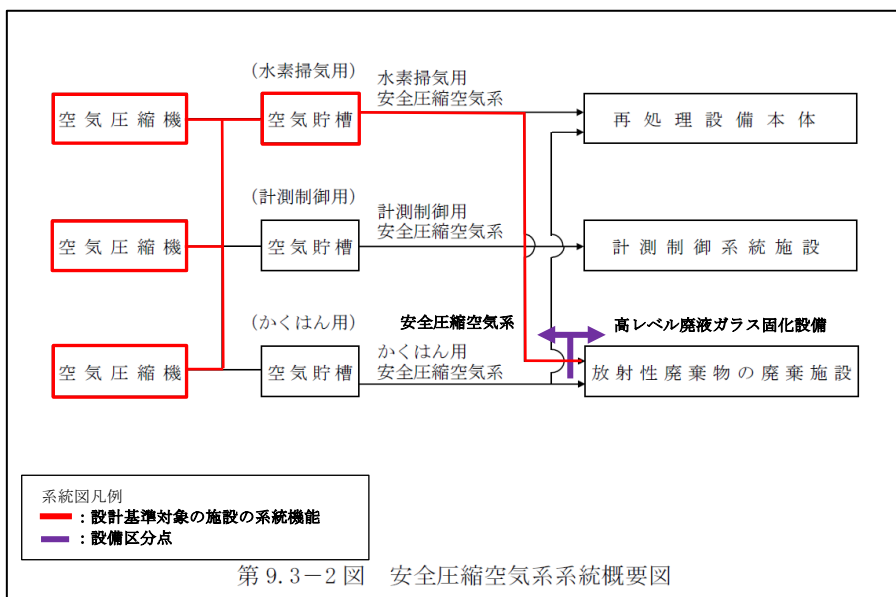 (水素掃気用)
水素掃気用
安全圧縮空気系
空気圧縮機
空気貯槽
再処理設備本体
(計測制御用)
計測制御用
安全圧縮空気系
空気圧縮機
空気貯槽
計測制御系統施設
(かくはん用)
安全圧縮空気系
高レベル廃液ガラス固化設備
かくはん用
安全圧縮空気系
空気圧縮機
空気貯槽
放射性廃棄物の廃棄施設
系統図凡例
:設計基準対象の施設の系統機能
:設備区分点
第9.3-2図 安全圧縮空気系系統概要図